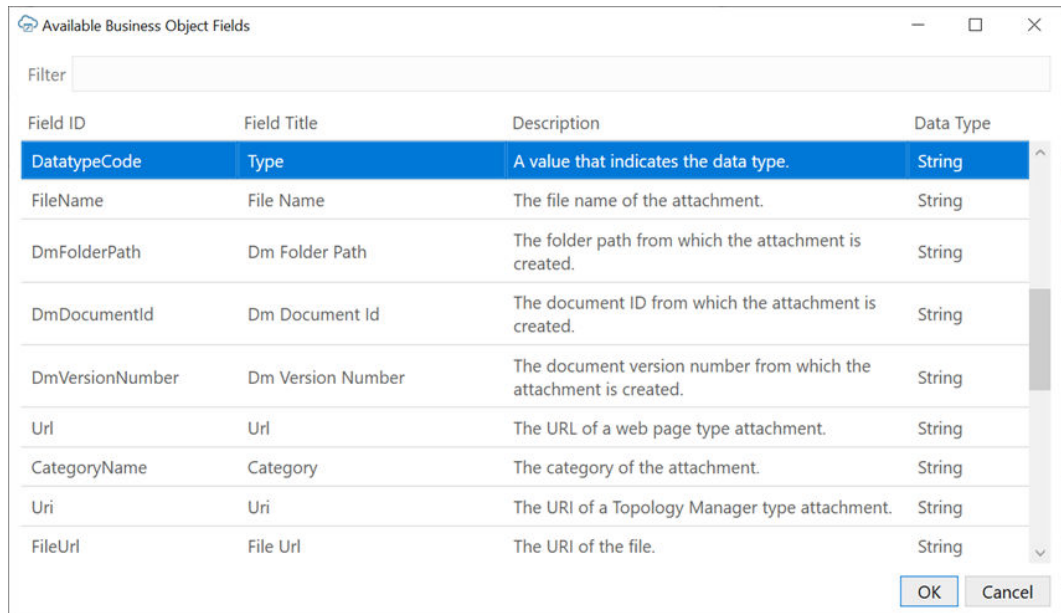 Available Business Object Fields
Filter
Field ID Field Title Description Data Type
DatatypeCode Type A value that indicates the data type. String
FileName File Name The file name of the attachment. String
DmFolderPath Dm Folder Path The folder path from which the attachment is created. String
DmDocumentId Dm Document Id The document ID from which the attachment is created. String
DmVersionNumber Dm Version Number The document version number from which the attachment is created. String
Url Url The URL of a web page type attachment. String
CategoryName Category The category of the attachment. String
Uri Uri The URI of a Topology Manager type attachment. String
FileUrl File Url The URI of the file. String
OK Cancel